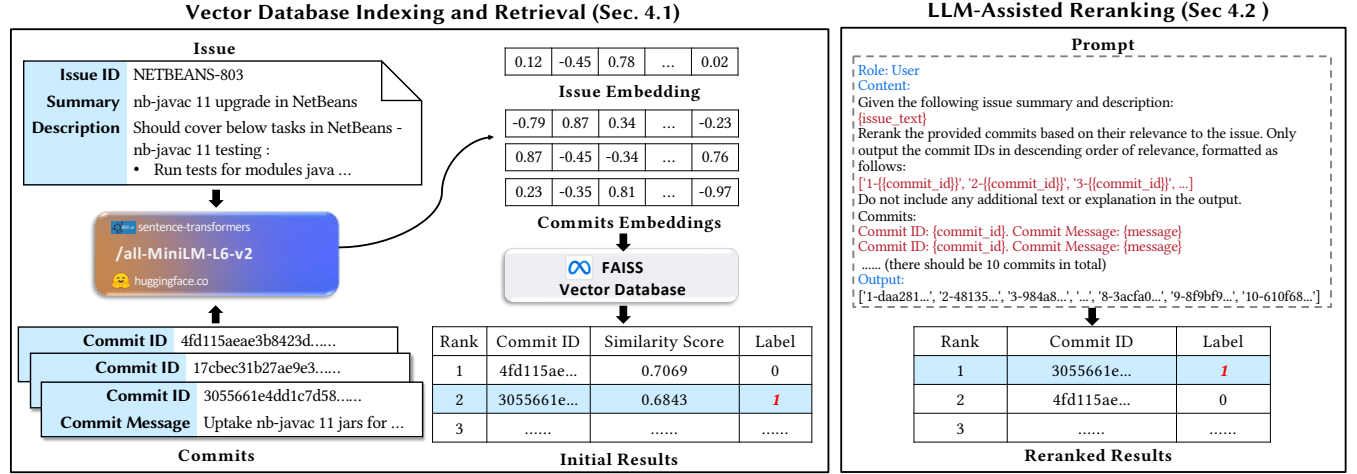 Vector Database Indexing and Retrieval (Sec. 4.1)
Issue
Issue ID NETBEANS-803
Summary nb-javac 11 upgrade in NetBeans
Description Should cover below tasks in NetBeans -
nb-javac 11 testing :
• Run tests for modules java ...
sentence-transformers
/all-MiniLM-L6-v2
huggingface.co
Commit ID 4fd115aeae3b8423d......
Commit ID 17cbec31b27ae9e3......
Commit ID 3055661e4dd1c7d58......
Commit Message Uptake nb-javac 11 jars for ...
Commits
0.12 -0.45 0.78 ... 0.02
Issue Embedding
-0.79 0.87 0.34 ... -0.23
0.87 -0.45 -0.34 ... 0.76
0.23 -0.35 0.81 ... -0.97
Commits Embeddings
FAISS
Vector Database
Rank Commit ID Similarity Score Label
1 4fd115ae... 0.7069 0
2 3055661e... 0.6843 1
3 ...... ...... ......
Initial Results
LLM-Assisted Reranking (Sec 4.2 )
Prompt
Role: User
Content:
Given the following issue summary and description:
{issue_text}
Rerank the provided commits based on their relevance to the issue. Only
output the commit IDs in descending order of relevance, formatted as
follows:
['1-{{commit_id}}', '2-{{commit_id}}', '3-{{commit_id}}', ...]
Do not include any additional text or explanation in the output.
Commits:
Commit ID: {commit_id}. Commit Message: {message}
Commit ID: {commit_id}. Commit Message: {message}
...... (there should be 10 commits in total)
Output:
['1-daa281...', '2-48135...', '3-984a8...', '...', '8-3acfa0...', '9-8f9bf9...', '10-610f68...']
Rank Commit ID Label
1 3055661e... 1
2 4fd115ae... 0
3 ...... ......
Reranked Results